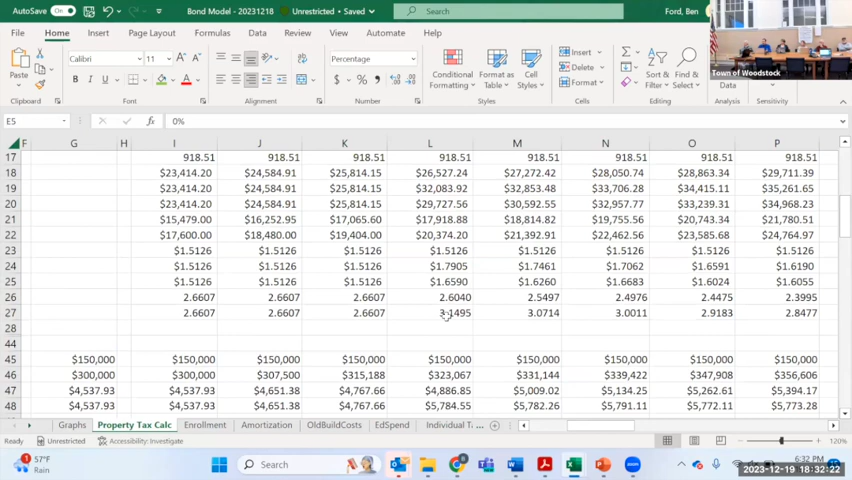 AutoSave On Bond Model - 20231218 Unrestricted • Saved Search Ford, Ben
File Home Insert Page Layout Formulas Data Review View Automate Help
Town of Woodstock
Paste Calibri 11 A A Number Conditional Formatting Format as Table Cell Styles Insert Delete Format Sort & Filter Find & Select
B I U A $ % 9
Clipboard Font Alignment Number Styles Cells Editing Sensitivity
E5 fx 0%
F G H I J K L M N O P
17 918.51 918.51 918.51 918.51 918.51 918.51 918.51 918.51
18 $23,414.20 $24,584.91 $25,814.15 $26,527.24 $27,272.42 $28,050.74 $28,863.34 $29,711.39
19 $23,414.20 $24,584.91 $25,814.15 $32,083.92 $32,853.48 $33,706.28 $34,415.11 $35,261.65
20 $23,414.20 $24,584.91 $25,814.15 $29,727.56 $30,592.55 $32,957.77 $33,239.31 $34,968.23
21 $15,479.00 $16,252.95 $17,065.60 $17,918.88 $18,814.82 $19,755.56 $20,743.34 $21,780.51
22 $17,600.00 $18,480.00 $19,404.00 $20,374.20 $21,392.91 $22,462.56 $23,585.68 $24,764.97
23 $1.5126 $1.5126 $1.5126 $1.5126 $1.5126 $1.5126 $1.5126 $1.5126
24 $1.5126 $1.5126 $1.5126 $1.7905 $1.7461 $1.7062 $1.6591 $1.6190
25 $1.5126 $1.5126 $1.5126 $1.6590 $1.6260 $1.6683 $1.6024 $1.6055
26 2.6607 2.6607 2.6607 2.6040 2.5497 2.4976 2.4475 2.3995
27 2.6607 2.6607 2.6607 3.1495 3.0714 3.0011 2.9183 2.8477
28
44
45 $150,000 $150,000 $150,000 $150,000 $150,000 $150,000 $150,000 $150,000 $150,000
46 $300,000 $300,000 $307,500 $315,188 $323,067 $331,144 $339,422 $347,908 $356,606
47 $4,537.93 $4,537.93 $4,651.38 $4,767.66 $4,886.85 $5,009.02 $5,134.25 $5,262.61 $5,394.17
48 $4,537.93 $4,537.93 $4,651.38 $4,767.66 $5,784.55 $5,782.26 $5,791.11 $5,772.11 $5,773.28
Graphs Property Tax Calc Enrollment Amortization OldBuildCosts EdSpend Individual Ta ...
Ready Unrestricted Accessibility: Investigate 120%
1 57°F Rain Search 6:32 PM
2023-12-19 18:32:22